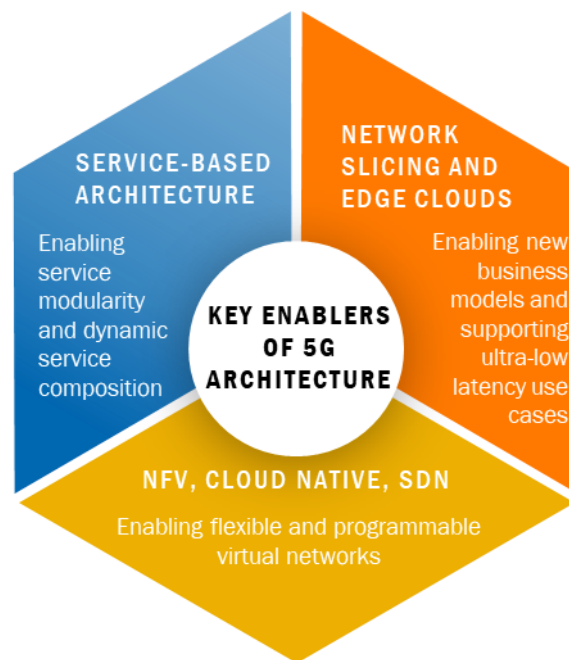 SERVICE-BASED
ARCHITECTURE
Enabling
service
modularity
and dynamic
service
composition
NETWORK
SLICING AND
EDGE CLOUDS
Enabling new
business
models and
supporting
ultra-low
latency use
cases
KEY ENABLERS
OF 5G
ARCHITECTURE
NFV, CLOUD NATIVE, SDN
Enabling flexible and programmable
virtual networks